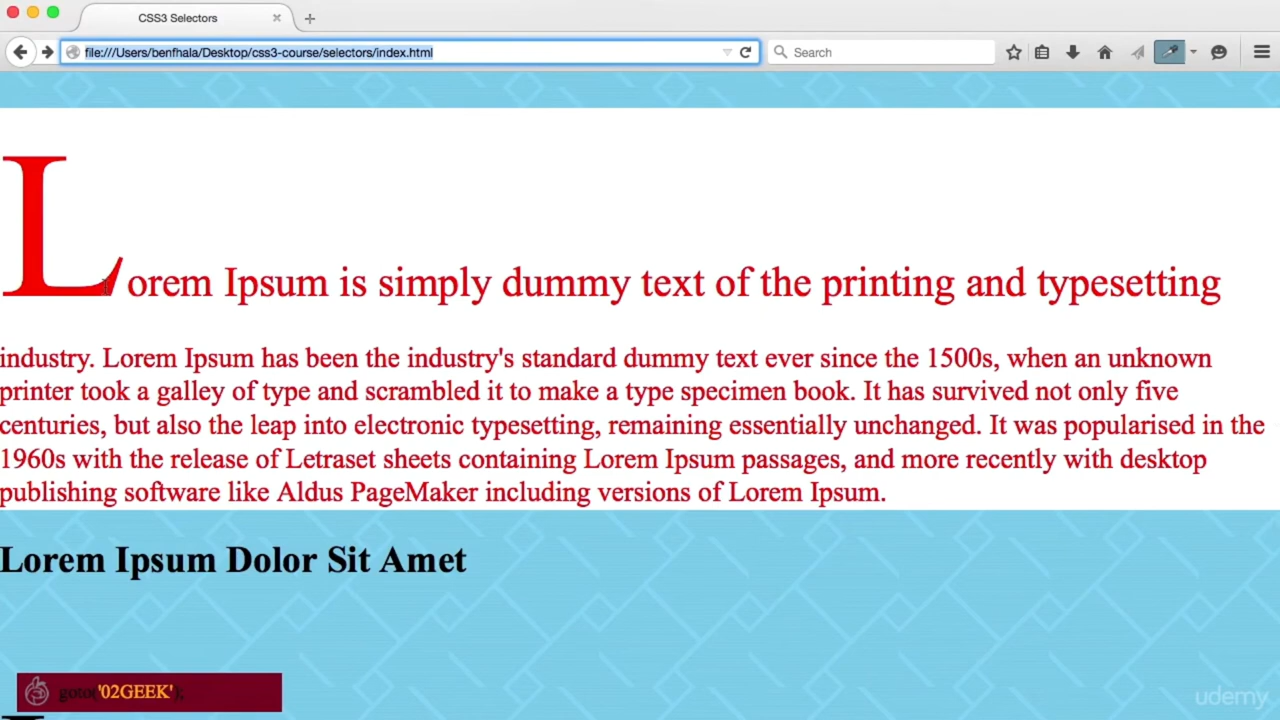 CSS3 Selectors
file:///Users/benfhala/Desktop/css3-course/selectors/index.html
Search
Lorem Ipsum is simply dummy text of the printing and typesetting
industry. Lorem Ipsum has been the industry's standard dummy text ever since the 1500s, when an unknown
printer took a galley of type and scrambled it to make a type specimen book. It has survived not only five
centuries, but also the leap into electronic typesetting, remaining essentially unchanged. It was popularised in the
1960s with the release of Letraset sheets containing Lorem Ipsum passages, and more recently with desktop
publishing software like Aldus PageMaker including versions of Lorem Ipsum.
Lorem Ipsum Dolor Sit Amet
goto('02GEEK');
udemy